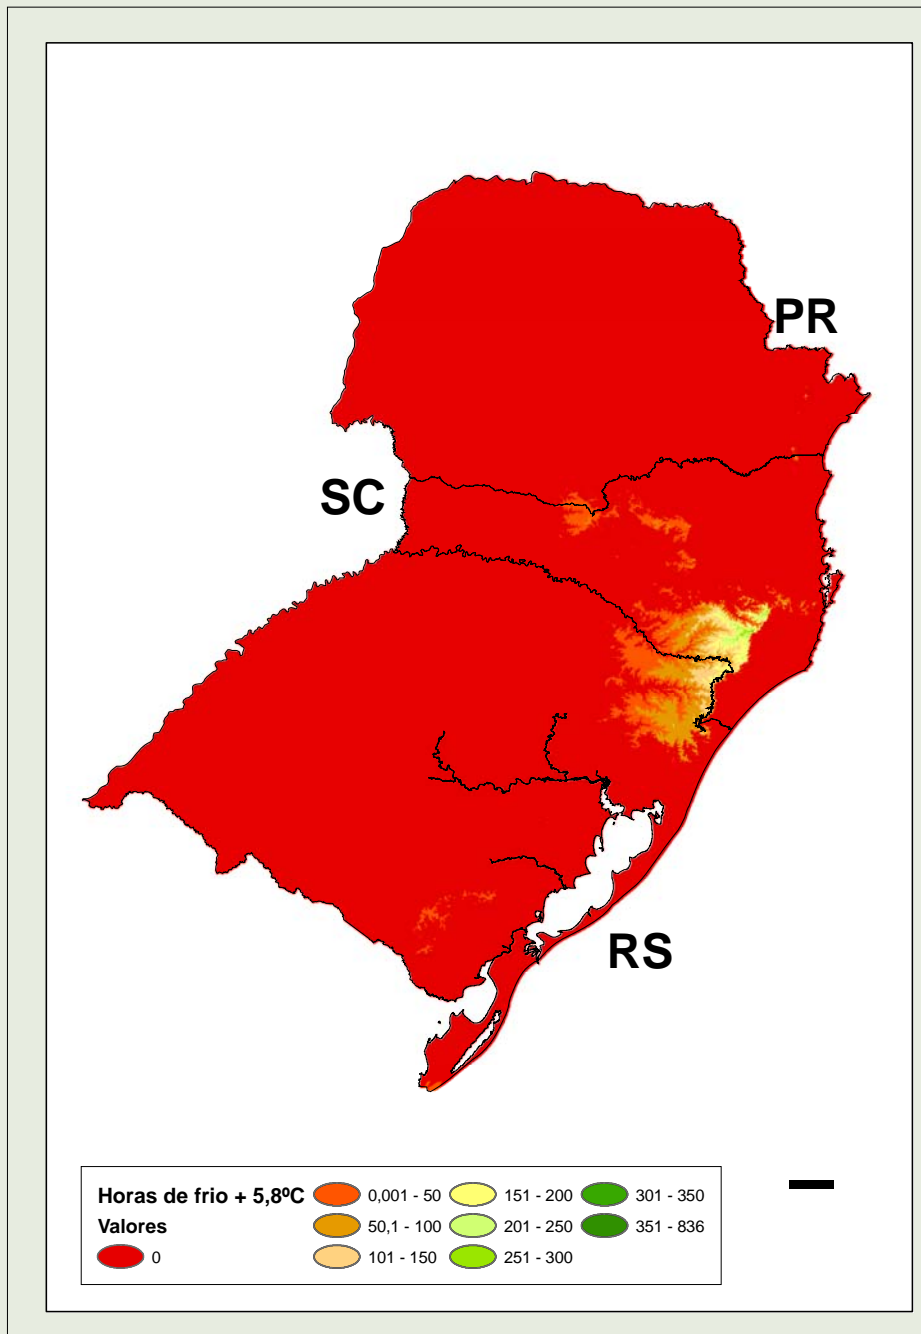 PR
SC
RS
Horas de frio + 5,8ºC
Valores
0
0,001 - 50
50,1 - 100
101 - 150
151 - 200
201 - 250
251 - 300
301 - 350
351 - 836